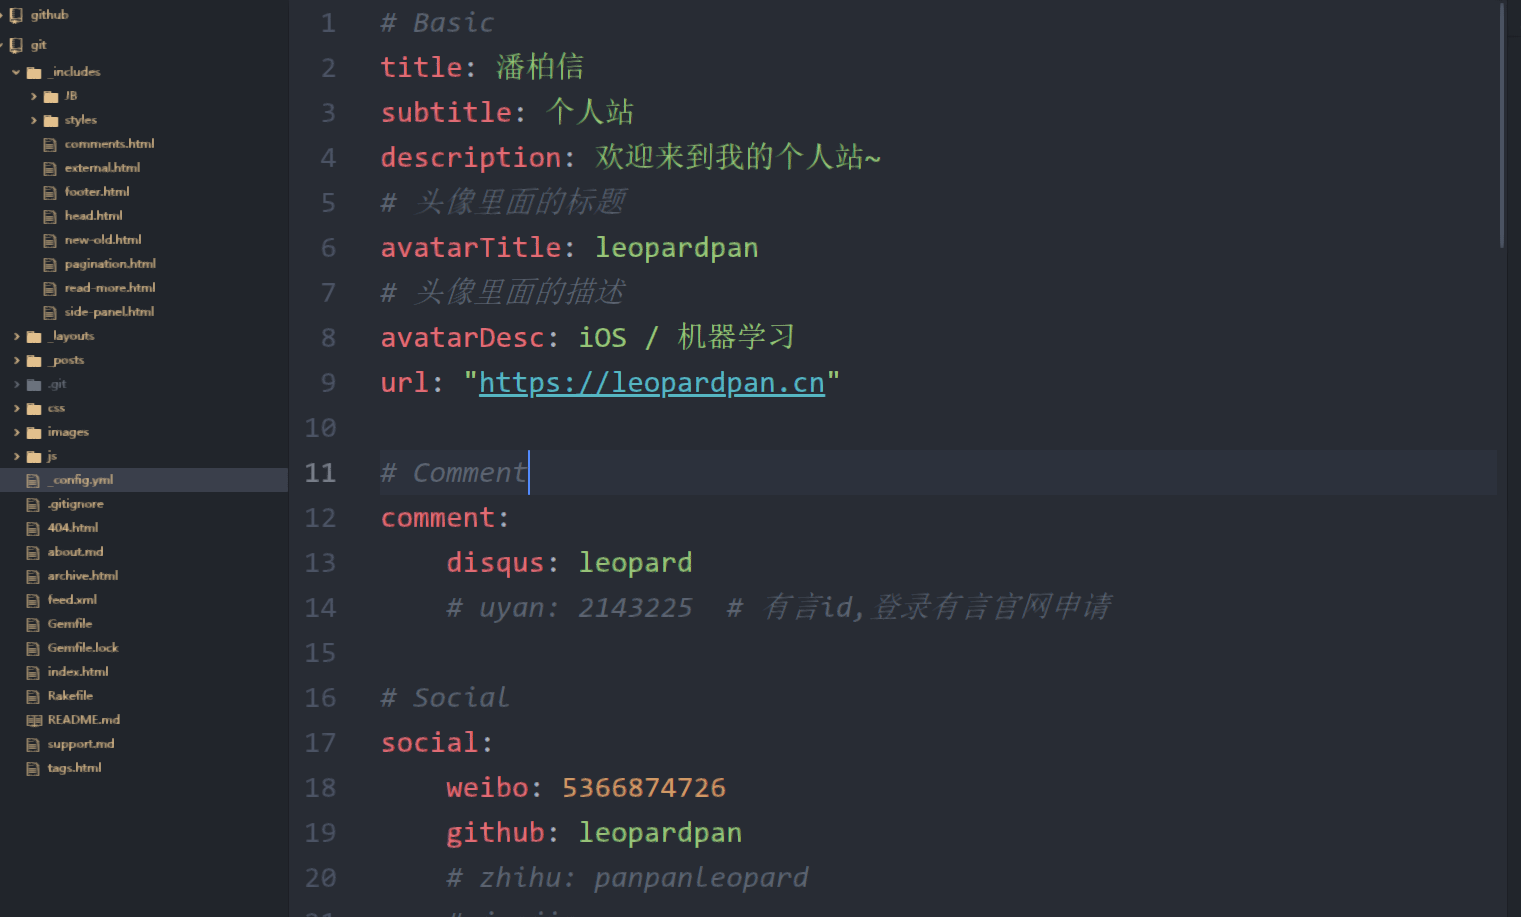 github
git
_includes
JB
styles
comments.html
external.html
footer.html
head.html
new-old.html
pagination.html
read-more.html
side-panel.html
_layouts
_posts
.git
css
images
js
_config.yml
.gitignore
404.html
about.md
archive.html
feed.xml
Gemfile
Gemfile.lock
index.html
Rakefile
README.md
support.md
tags.html
1 # Basic
2 title: 潘柏信
3 subtitle: 个人站
4 description: 欢迎来到我的个人站~
5 # 头像里面的标题
6 avatarTitle: leopardpan
7 # 头像里面的描述
8 avatarDesc: iOS / 机器学习
9 url: "https://leopardpan.cn"
10
11 # Comment
12 comment:
13 disqus: leopard
14 # uyan: 2143225 # 有言id,登录有言官网申请
15
16 # Social
17 social:
18 weibo: 5366874726
19 github: leopardpan
20 # zhihu: panpanleopard